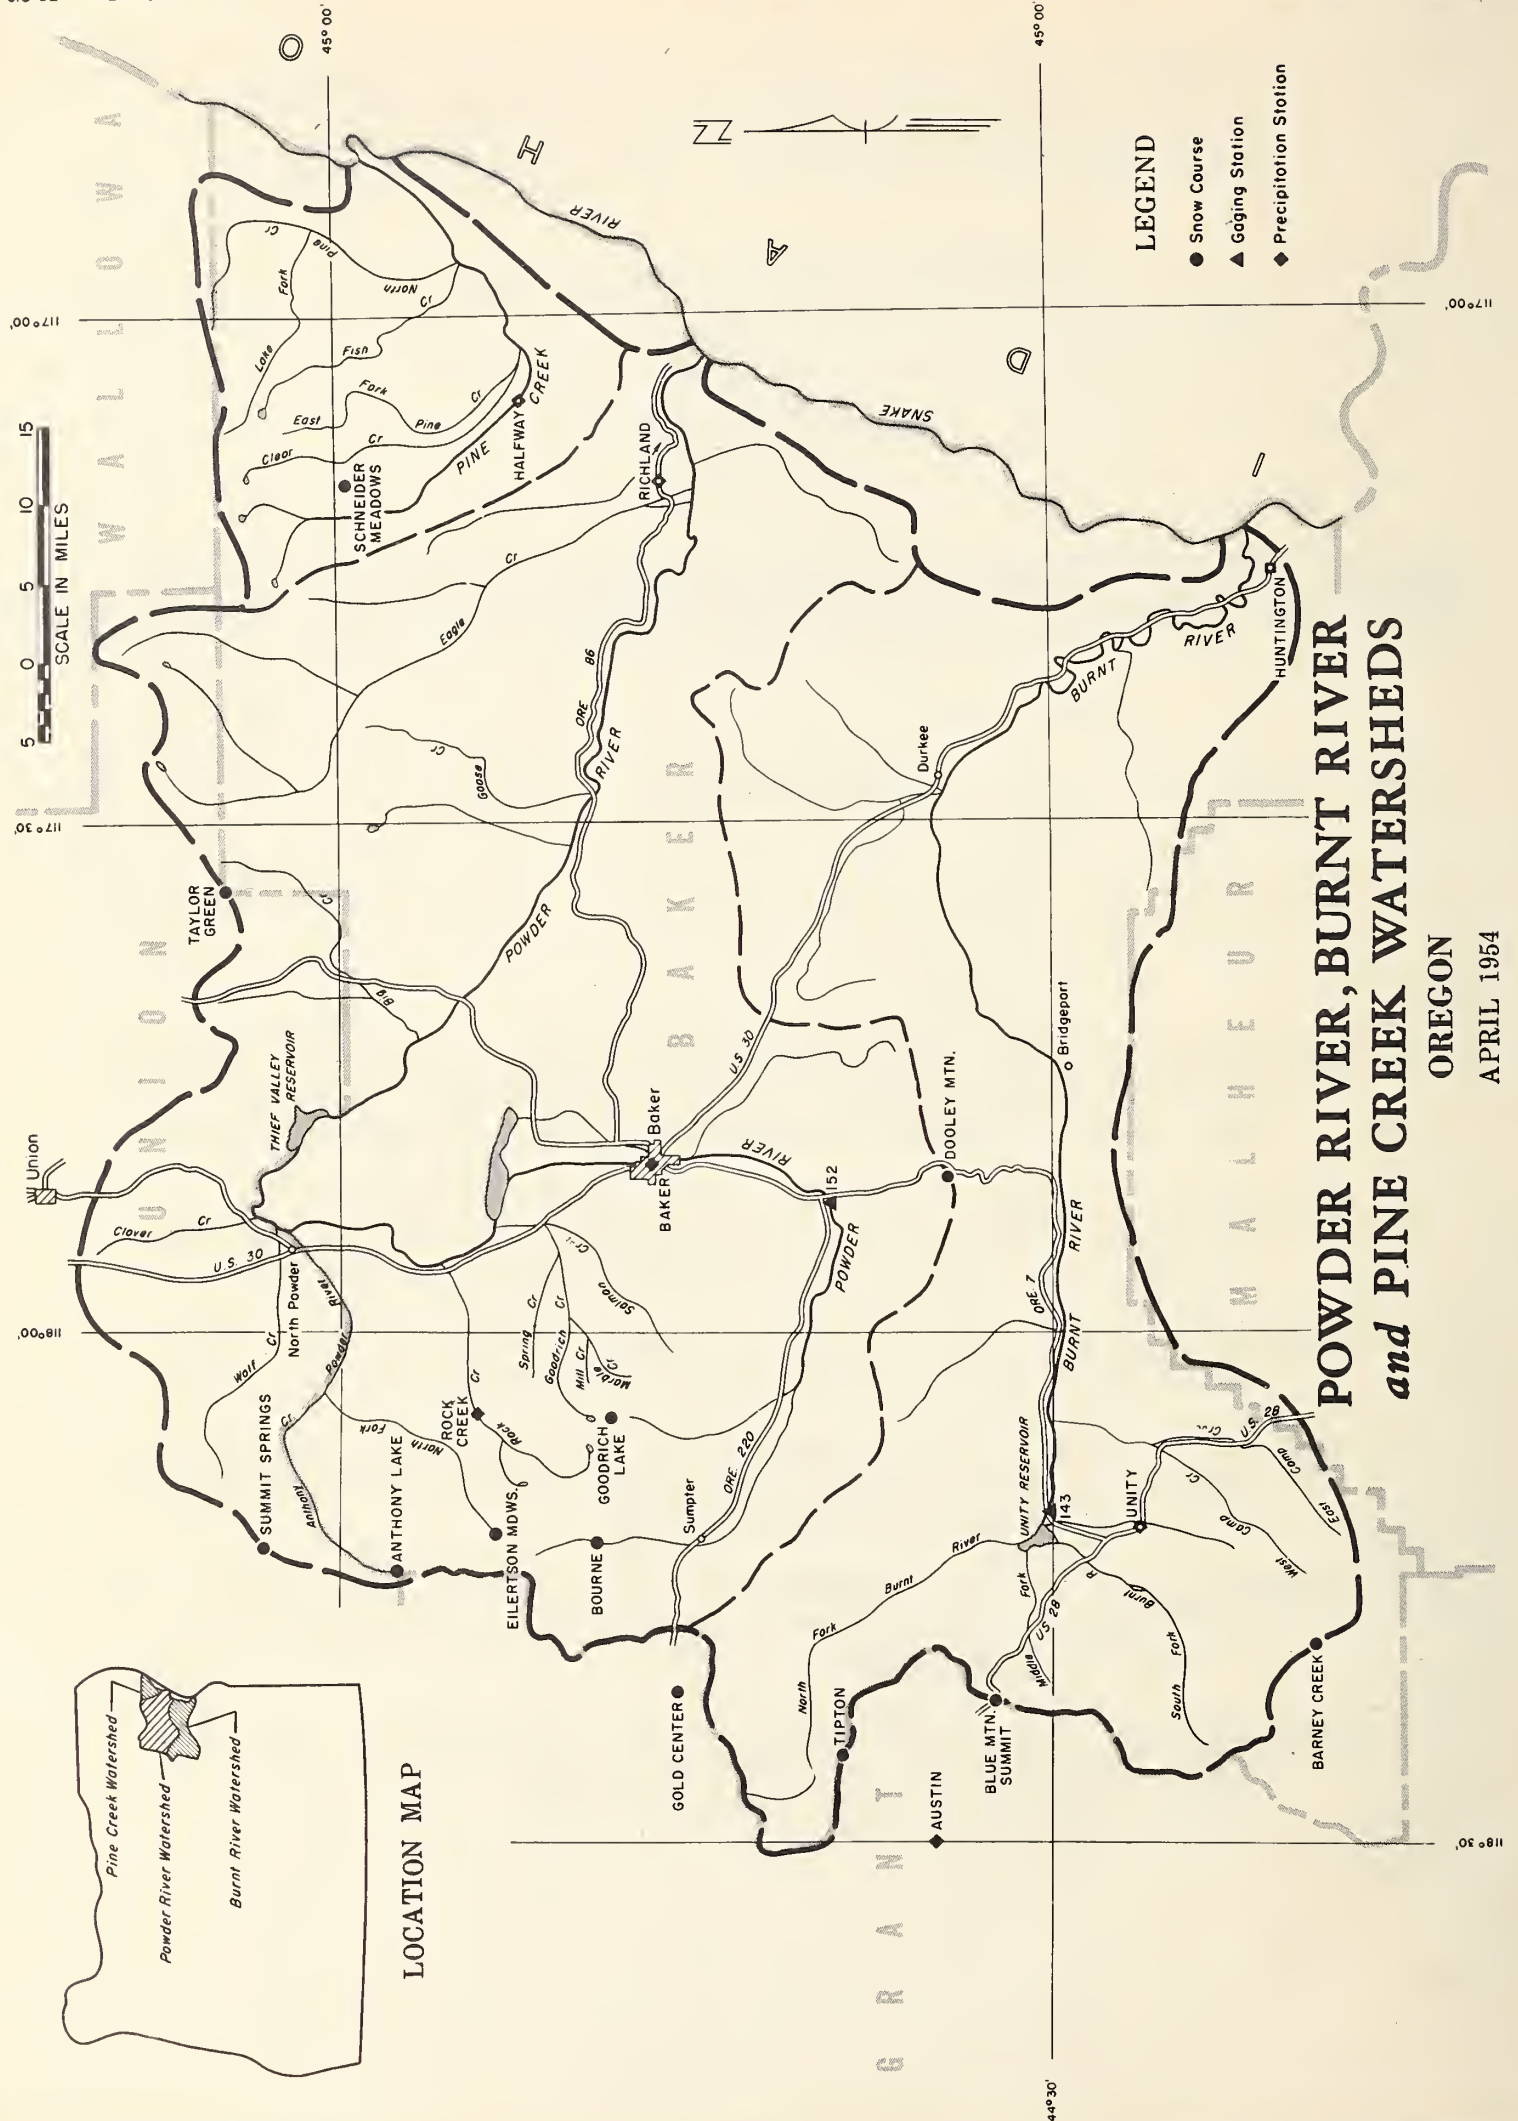 POWDER RIVER, BURNT RIVER
and PINE CREEK WATERSHEDS
OREGON
APRIL 1954
LEGEND
Snow Course
Gaging Station
Precipitation Station
5 0 5 10 15
SCALE IN MILES
LOCATION MAP
Pine Creek Watershed
Powder River Watershed
Burnt River Watershed
118°30'
118°00'
117°30'
117°00'
45°00'
45°00'
44°30'
UNION
WALLOWA
BAKER
MALHEUR
GRANT
I
D
A
H
O
SNAKE
RIVER
Union
Clover Cr
U.S. 30
North Powder
Wolf Cr
Powder River
SUMMIT SPRINGS
Anthony Cr
North Fork
ANTHONY LAKE
THIEF VALLEY
RESERVOIR
TAYLOR
GREEN
Big Cr
EILERTSON MDWS.
ROCK
CREEK
Rock Cr
GOODRICH
LAKE
Spring Cr
Goodrich Cr
Mill Cr
Marble Cr
Salmon Cr
BOURNE
Sumpter
ORE 220
GOLD CENTER
BAKER
Baker
POWDER
RIVER
152
DOOLEY MTN.
U.S. 30
POWDER
RIVER
ORE 86
Goose Cr
Eagle Cr
SCHNEIDER
MEADOWS
Clear Cr
East Fork Pine Cr
Lake Fork
Fish Cr
North Pine Cr
PINE
CREEK
HALFWAY
RICHLAND
Durkee
BURNT
RIVER
HUNTINGTON
Bridgeport
BURNT
RIVER
ORE 7
UNITY RESERVOIR
143
UNITY
U.S. 28
East Camp Cr
West Camp Cr
North Fork Burnt River
Middle Fork
US 28
South Fork Burnt R
TIPTON
AUSTIN
BLUE MTN.
SUMMIT
BARNEY CREEK